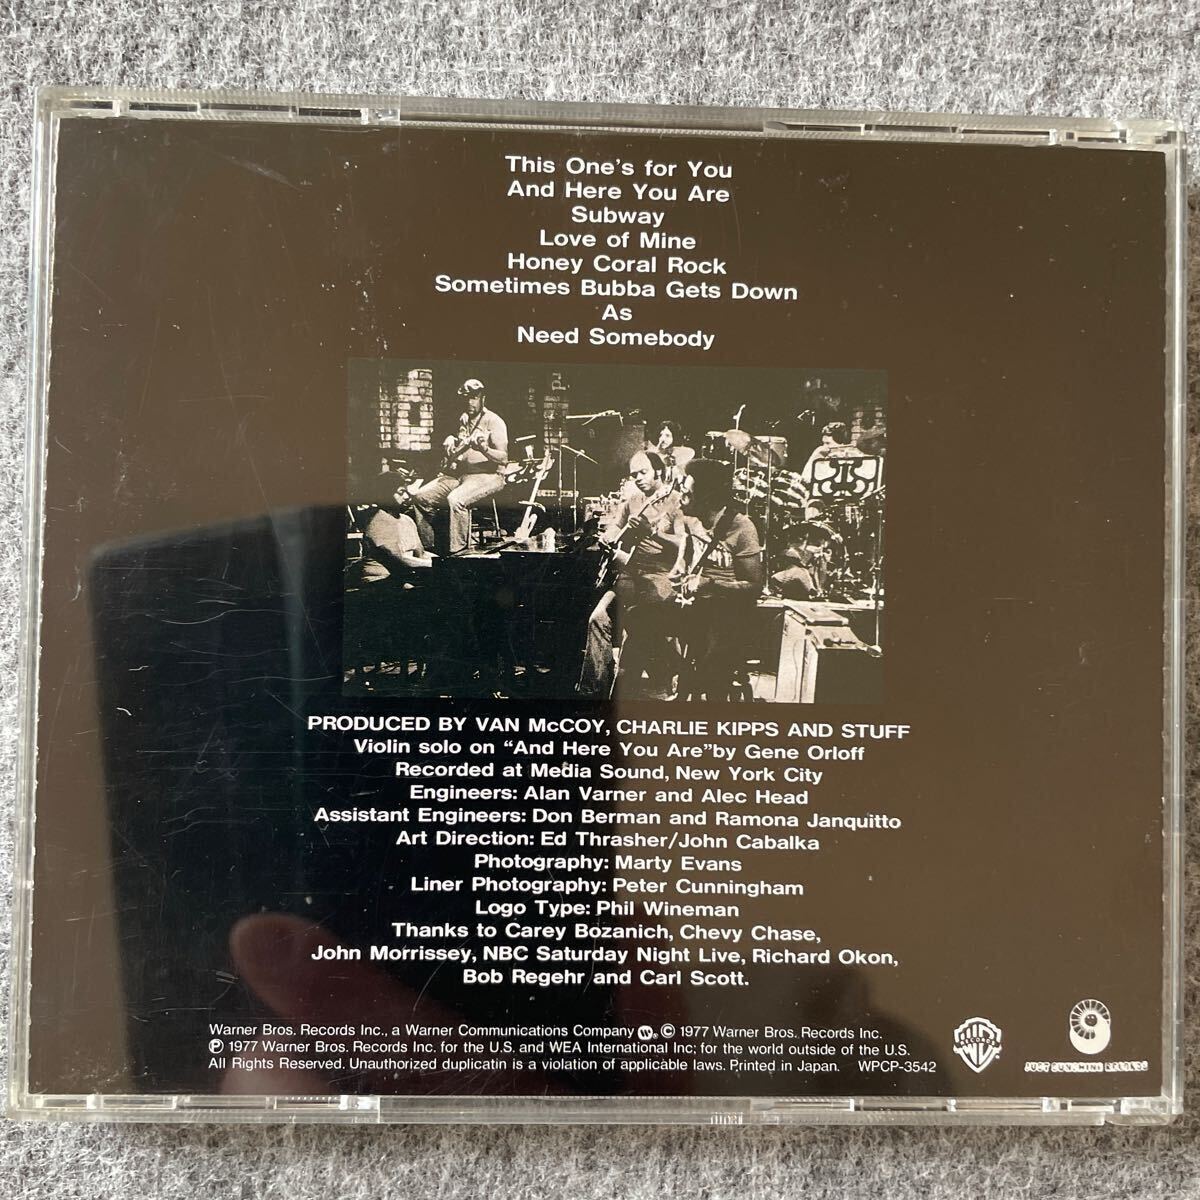 This One's for You
And Here You Are
Subway
Love of Mine
Honey Coral Rock
Sometimes Bubba Gets Down
As
Need Somebody
PRODUCED BY VAN McCOY, CHARLIE KIPPS AND STUFF
Violin solo on “And Here You Are”by Gene Orloff
Recorded at Media Sound, New York City
Engineers: Alan Varner and Alec Head
Assistant Engineers: Don Berman and Ramona Janquitto
Art Direction: Ed Thrasher/John Cabalka
Photography: Marty Evans
Liner Photography: Peter Cunningham
Logo Type: Phil Wineman
Thanks to Carey Bozanich, Chevy Chase,
John Morrissey, NBC Saturday Night Live, Richard Okon,
Bob Regehr and Carl Scott.
Warner Bros. Records Inc., a Warner Communications Company. © 1977 Warner Bros. Records Inc.
℗ 1977 Warner Bros. Records Inc. for the U.S. and WEA International Inc; for the world outside of the U.S.
All Rights Reserved. Unauthorized duplicatin is a violation of applicable laws. Printed in Japan. WPCP-3542
RECORDS
JUST SUNSHINE RECORDS